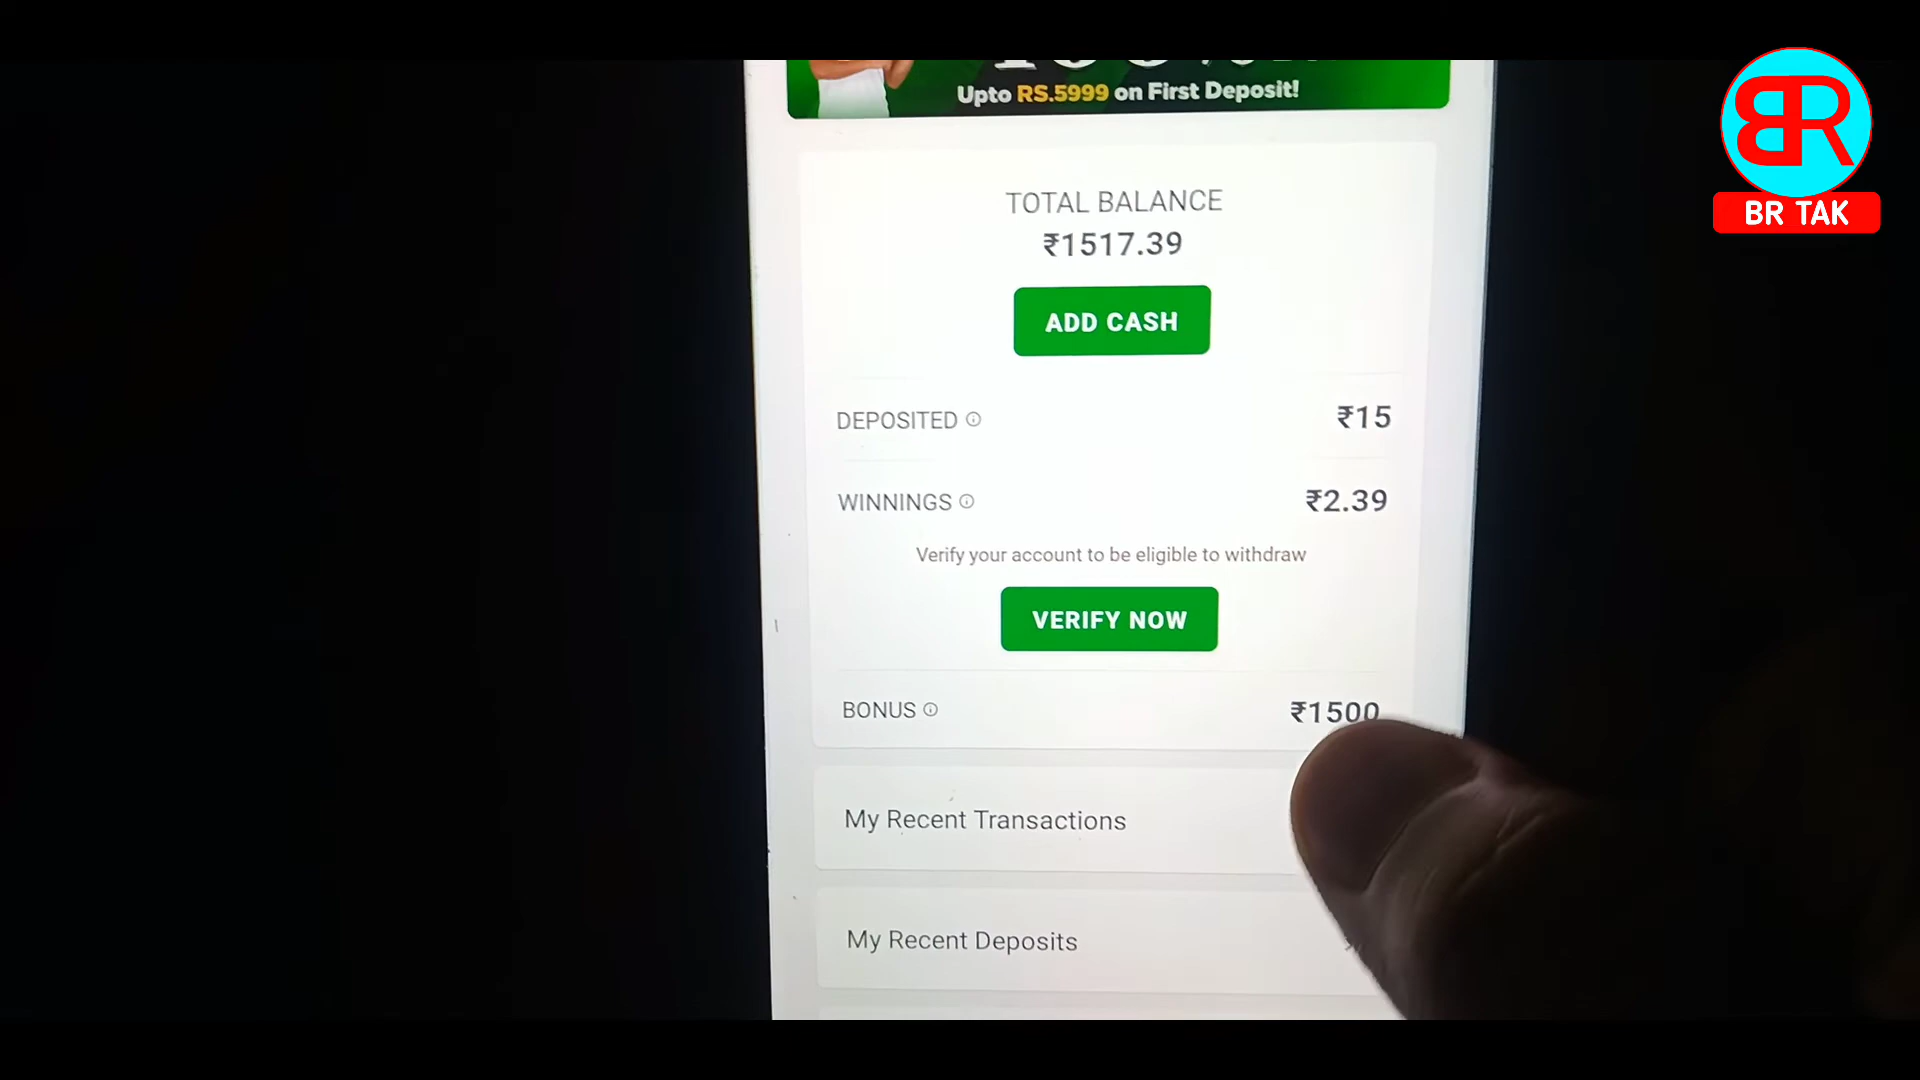 Upto RS.5999 on First Deposit!
BR
BR TAK
TOTAL BALANCE
₹1517.39
ADD CASH
DEPOSITED
₹15
WINNINGS
₹2.39
Verify your account to be eligible to withdraw
VERIFY NOW
BONUS
₹1500
My Recent Transactions
My Recent Deposits